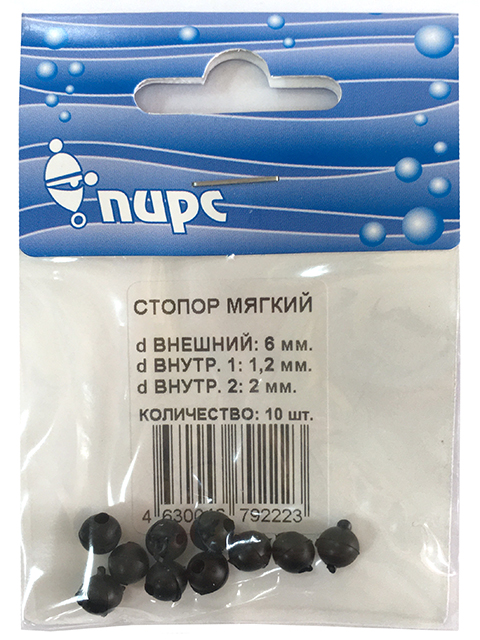 пирс
СТОПОР МЯГКИЙ
d ВНЕШНИЙ: 6 мм.
d ВНУТР. 1: 1,2 мм.
d ВНУТР. 2: 2 мм.
КОЛИЧЕСТВО: 10 шт.
4 792223